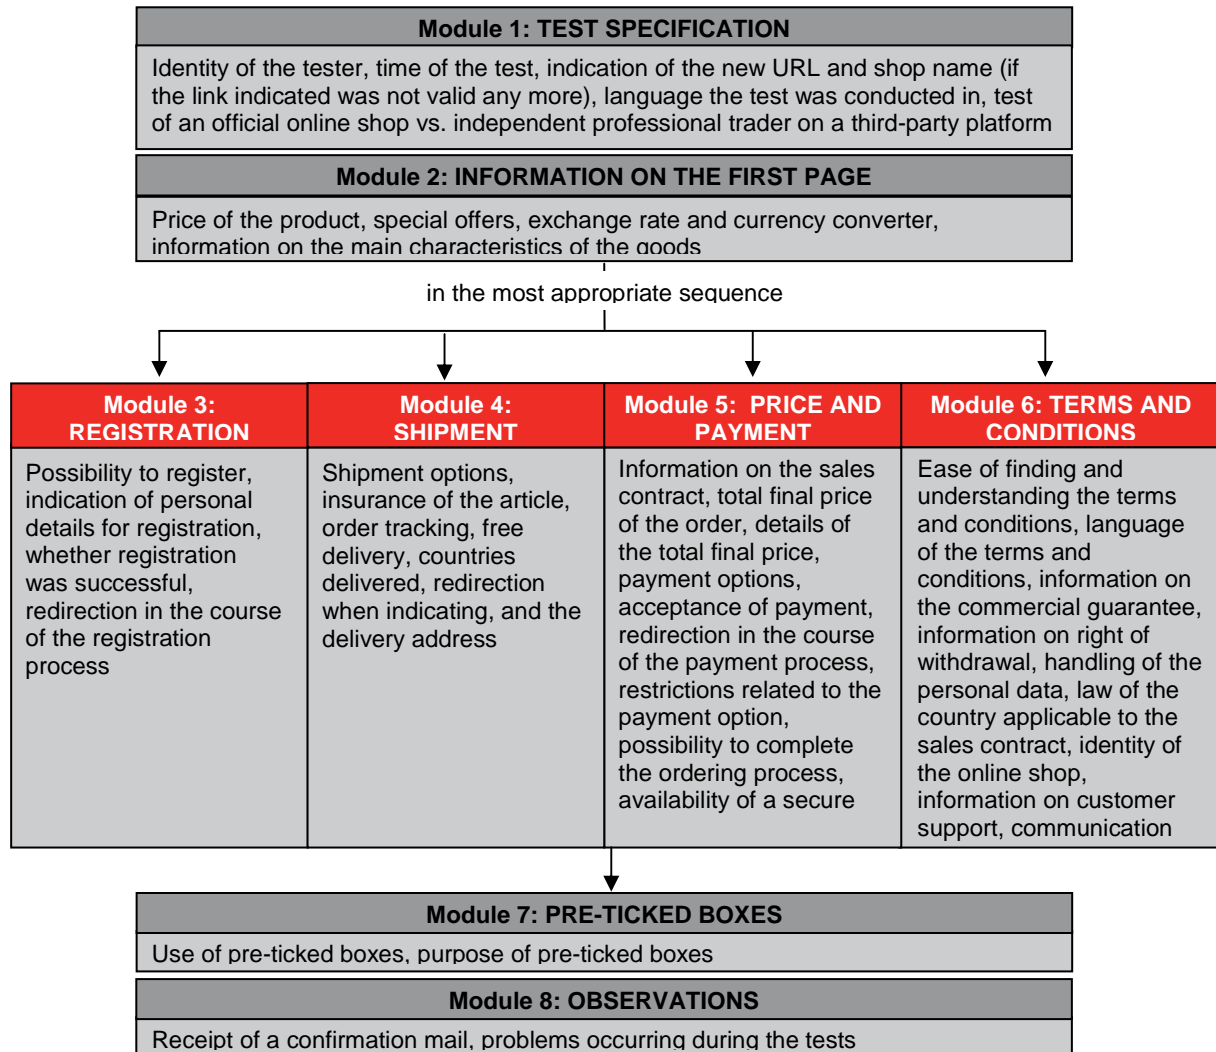 Module 1: TEST SPECIFICATION
Identity of the tester, time of the test, indication of the new URL and shop name (if
the link indicated was not valid any more), language the test was conducted in, test
of an official online shop vs. independent professional trader on a third-party platform
Module 2: INFORMATION ON THE FIRST PAGE
Price of the product, special offers, exchange rate and currency converter,
information on the main characteristics of the goods
in the most appropriate sequence
Module 3:
REGISTRATION
Possibility to register,
indication of personal
details for registration,
whether registration
was successful,
redirection in the course
of the registration
process
Module 4:
SHIPMENT
Shipment options,
insurance of the article,
order tracking, free
delivery, countries
delivered, redirection
when indicating, and the
delivery address
Module 5:  PRICE AND
PAYMENT
Information on the sales
contract, total final price
of the order, details of
the total final price,
payment options,
acceptance of payment,
redirection in the course
of the payment process,
restrictions related to the
payment option,
possibility to complete
the ordering process,
availability of a secure
Module 6: TERMS AND
CONDITIONS
Ease of finding and
understanding the terms
and conditions, language
of the terms and
conditions, information on
the commercial guarantee,
information on right of
withdrawal, handling of the
personal data, law of the
country applicable to the
sales contract, identity of
the online shop,
information on customer
support, communication
Module 7: PRE-TICKED BOXES
Use of pre-ticked boxes, purpose of pre-ticked boxes
Module 8: OBSERVATIONS
Receipt of a confirmation mail, problems occurring during the tests